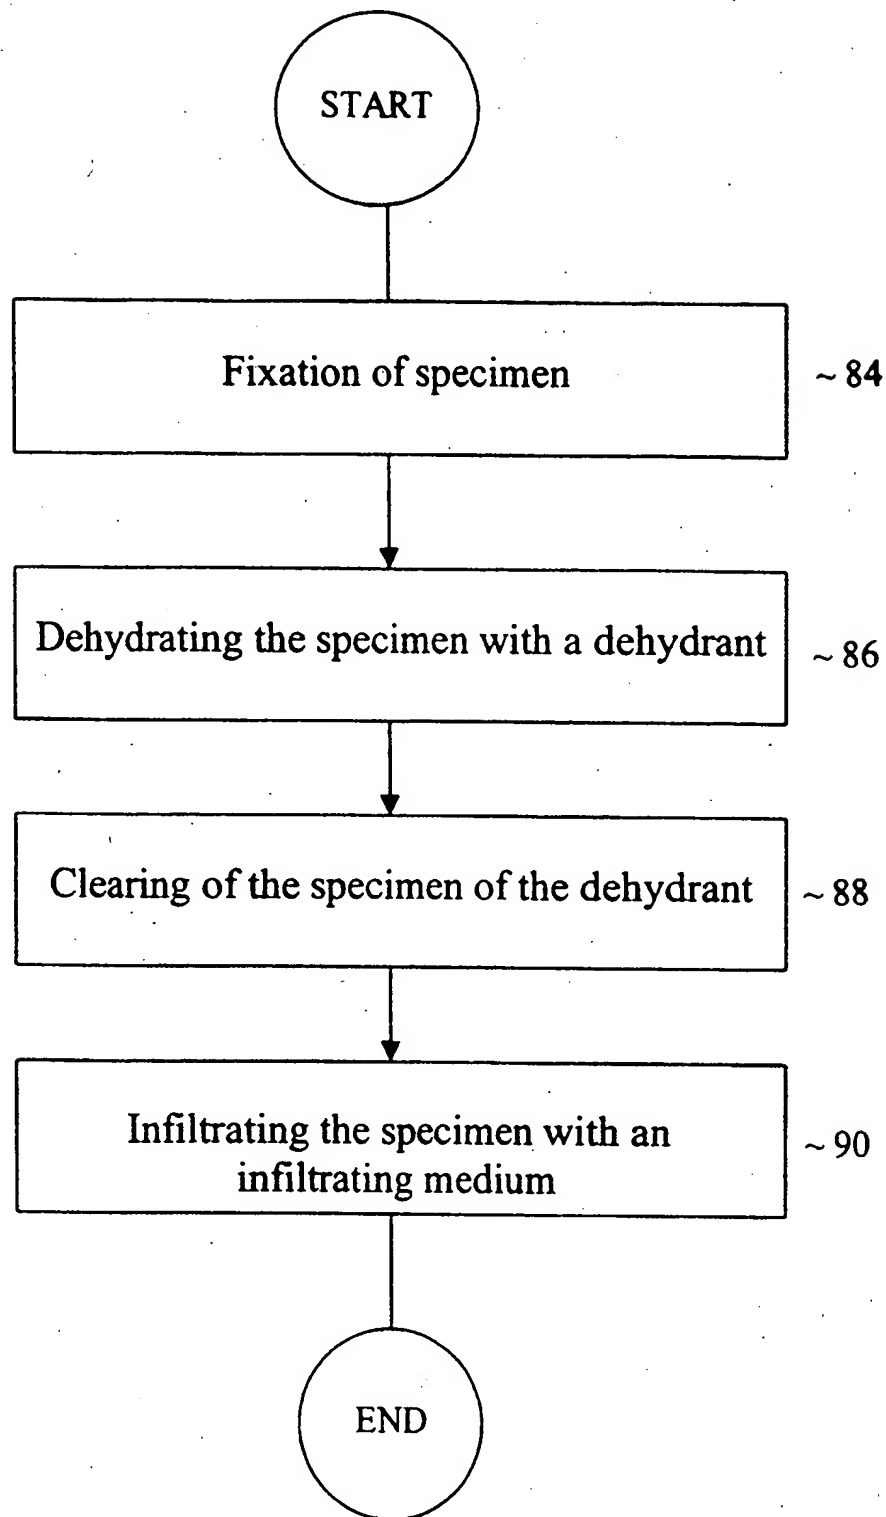 START
Fixation of specimen
~ 84
Dehydrating the specimen with a dehydrant
~ 86
Clearing of the specimen of the dehydrant
~ 88
Infiltrating the specimen with an
infiltrating medium
~ 90
END